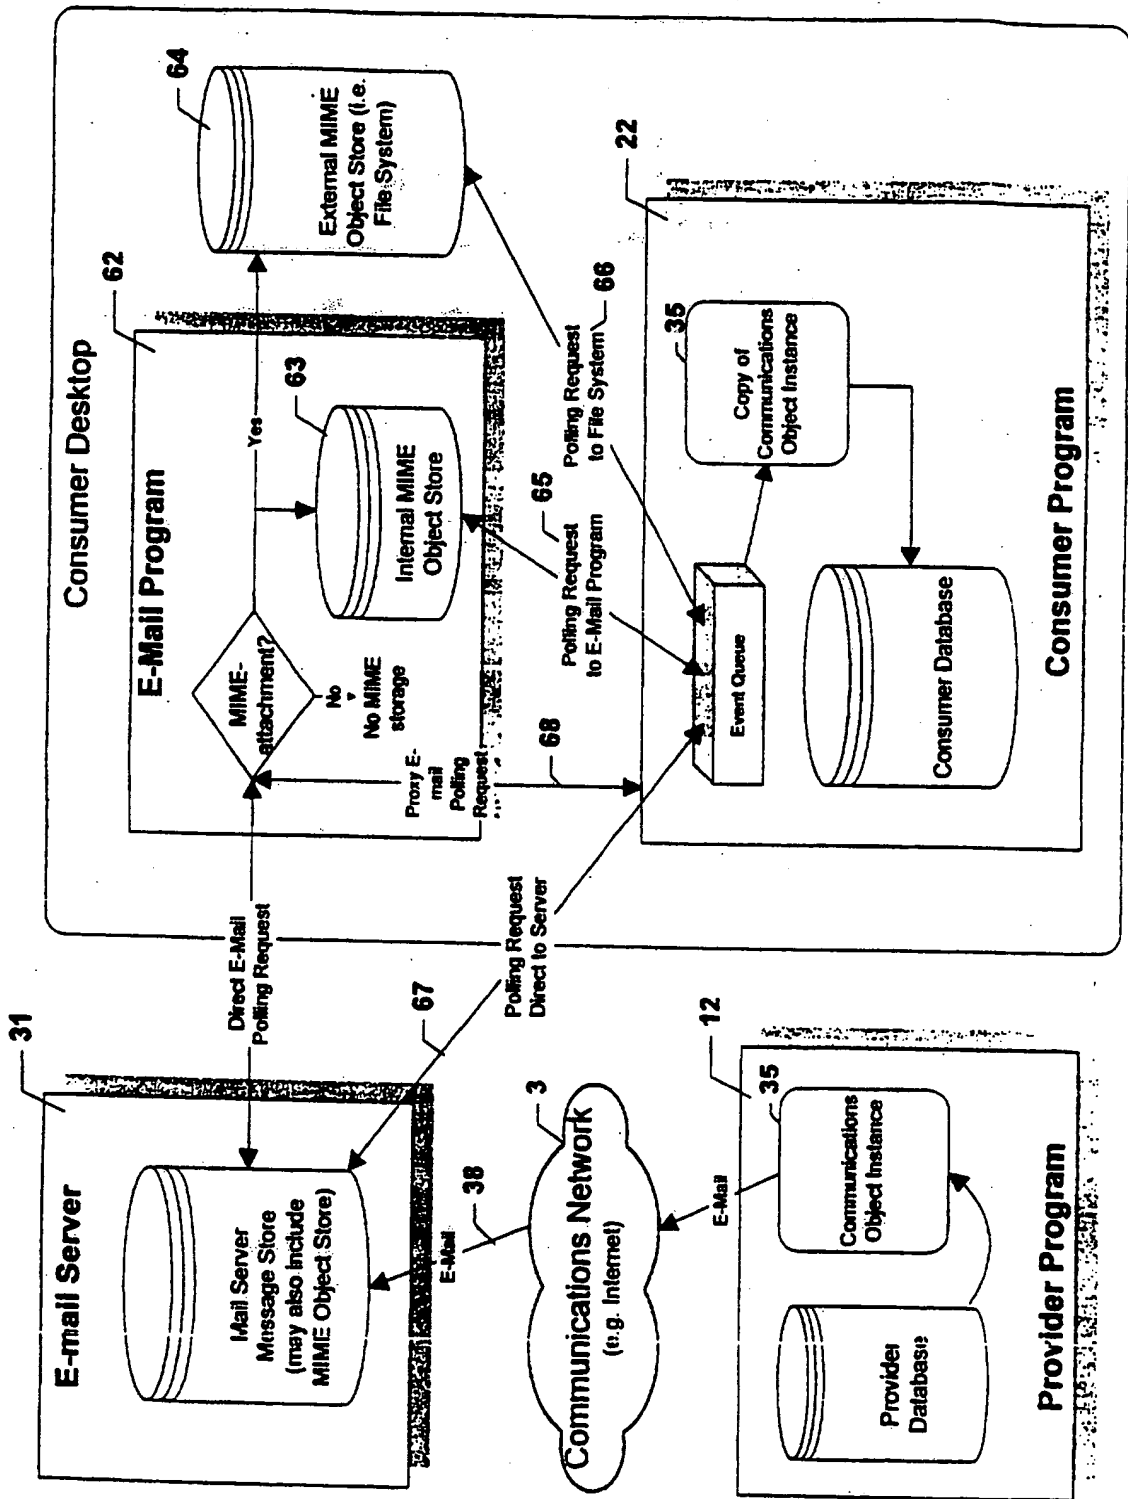 Consumer Desktop
31
E-mail Server
Mail Server
Message Store
(may also include
MIME Object Store)
Direct E-Mail
Polling Request
62
E-Mail Program
MIME-
attachment?
Yes
No
No MIME
storage
63
Internal MIME
Object Store
64
External MIME
Object Store (i.e.
File System)
Proxy E-
mail
Polling
Request
68
67
Polling Request
Direct to Server
65
Polling Request
to E-Mail Program
66
Polling Request
to File System
E-Mail
38
3
Communications Network
(e.g. Internet)
E-Mail
12
35
Communications
Object Instance
Provider
Database
Provider Program
22
35
Copy of
Communications
Object Instance
Event Queue
Consumer Database
Consumer Program